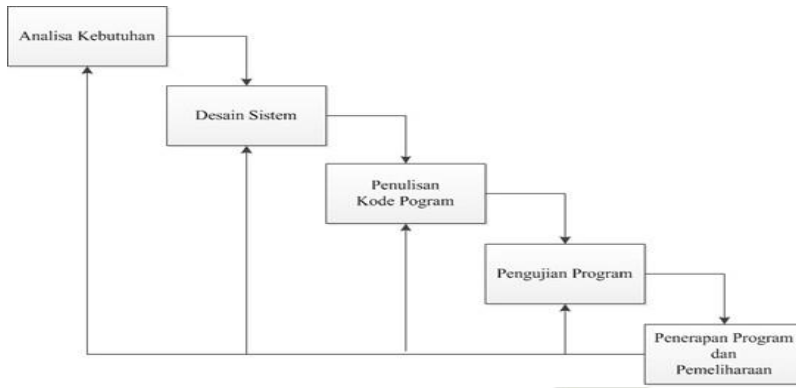 Analisa Kebutuhan
Desain Sistem
Penulisan
Kode Pogram
Pengujian Program
Penerapan Program
dan
Pemeliharaan